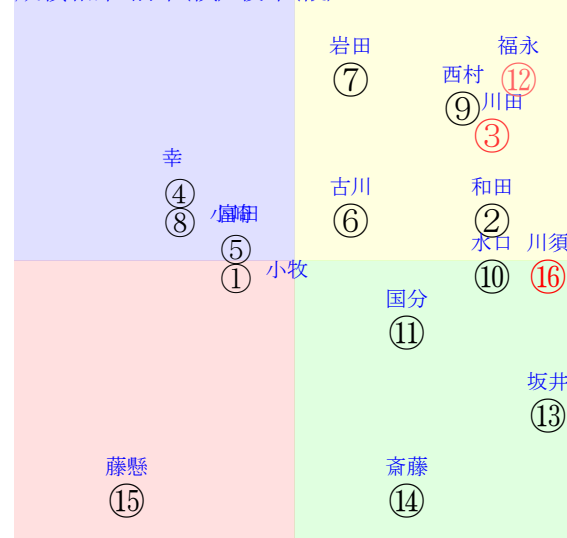 岩田
⑦
福永
⑫
西村
⑨
川田
③
幸
④
⑧
⑤
①
小牧
古川
⑥
和田
②
水口
⑩
川須
⑯
国分
⑪
坂井
⑬
藤懸
⑮
斎藤
⑭